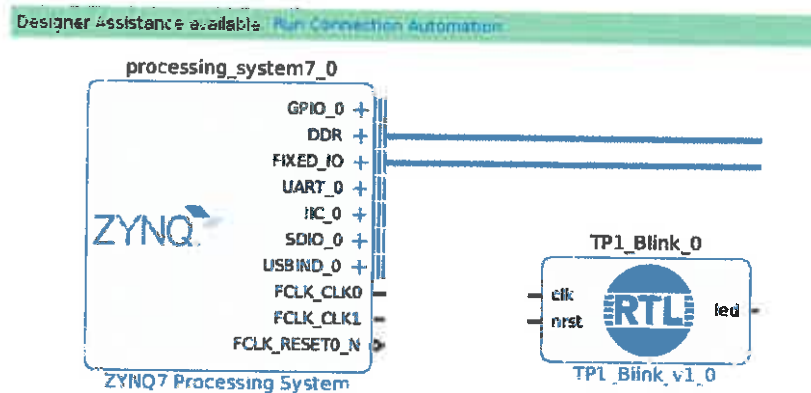 Designer Assistance available. Run Connection Automation
processing_system7_0
GPIO_0
DDR
FIXED_IO
UART_0
IIC_0
SDIO_0
USBIND_0
FCLK_CLK0
FCLK_CLK1
FCLK_RESET0_N
ZYNQ
ZYNQ7 Processing System
TP1_Blink_0
clk
nrst
RTL
led
TP1_Blink_v1_0